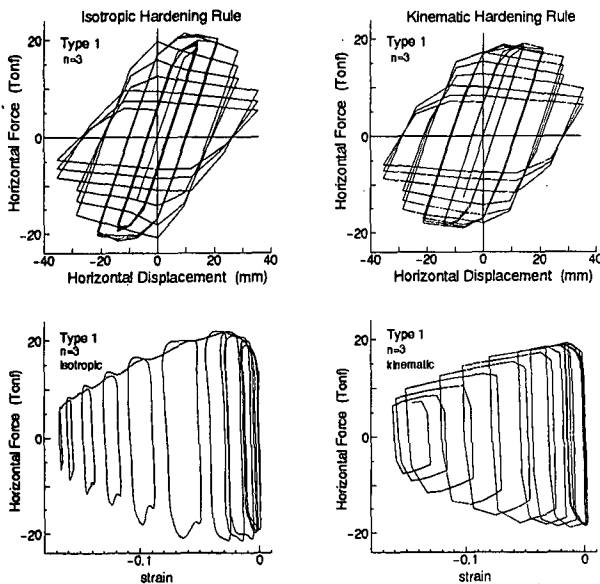 Isotropic Hardening Rule
Kinematic Hardening Rule
Horizontal Force (Tonf)
20
0
-20
Type 1
n=3
-40 -20 0 20 40
Horizontal Displacement (mm)
Horizontal Force (Tonf)
20
0
-20
Type 1
n=3
-40 -20 0 20 40
Horizontal Displacement (mm)
Horizontal Force (Tonf)
20
0
-20
Type 1
n=3
isotropic
-0.1 0
strain
Horizontal Force (Tonf)
20
0
-20
Type 1
n=3
kinematic
-0.1 0
strain